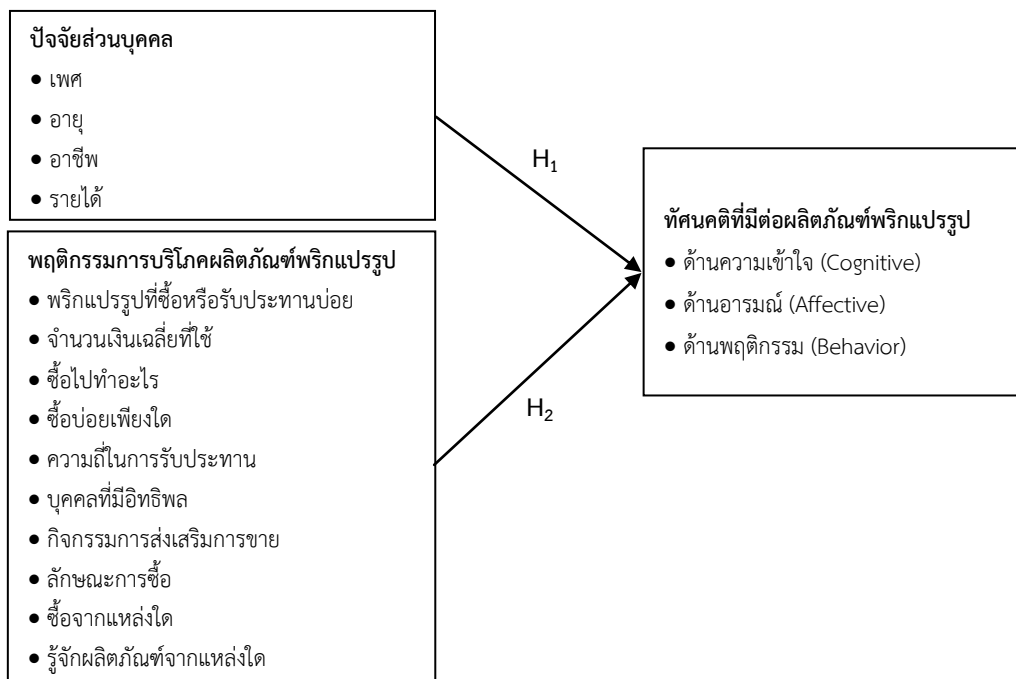 ปัจจัยส่วนบุคคล
• เพศ
• อายุ
• อาชีพ
• รายได้
H1
พฤติกรรมการบริโภคผลิตภัณฑ์พริกแปรรูป
• พริกแปรรูปที่ซื้อหรือรับประทานบ่อย
• จำนวนเงินเฉลี่ยที่ใช้
• ซื้อไปทำอะไร
• ซื้อบ่อยเพียงใด
• ความถี่ในการรับประทาน
• บุคคลที่มีอิทธิพล
• กิจกรรมการส่งเสริมการขาย
• ลักษณะการซื้อ
• ซื้อจากแหล่งใด
• รู้จักผลิตภัณฑ์จากแหล่งใด
H2
ทัศนคติที่มีต่อผลิตภัณฑ์พริกแปรรูป
• ด้านความเข้าใจ (Cognitive)
• ด้านอารมณ์ (Affective)
• ด้านพฤติกรรม (Behavior)